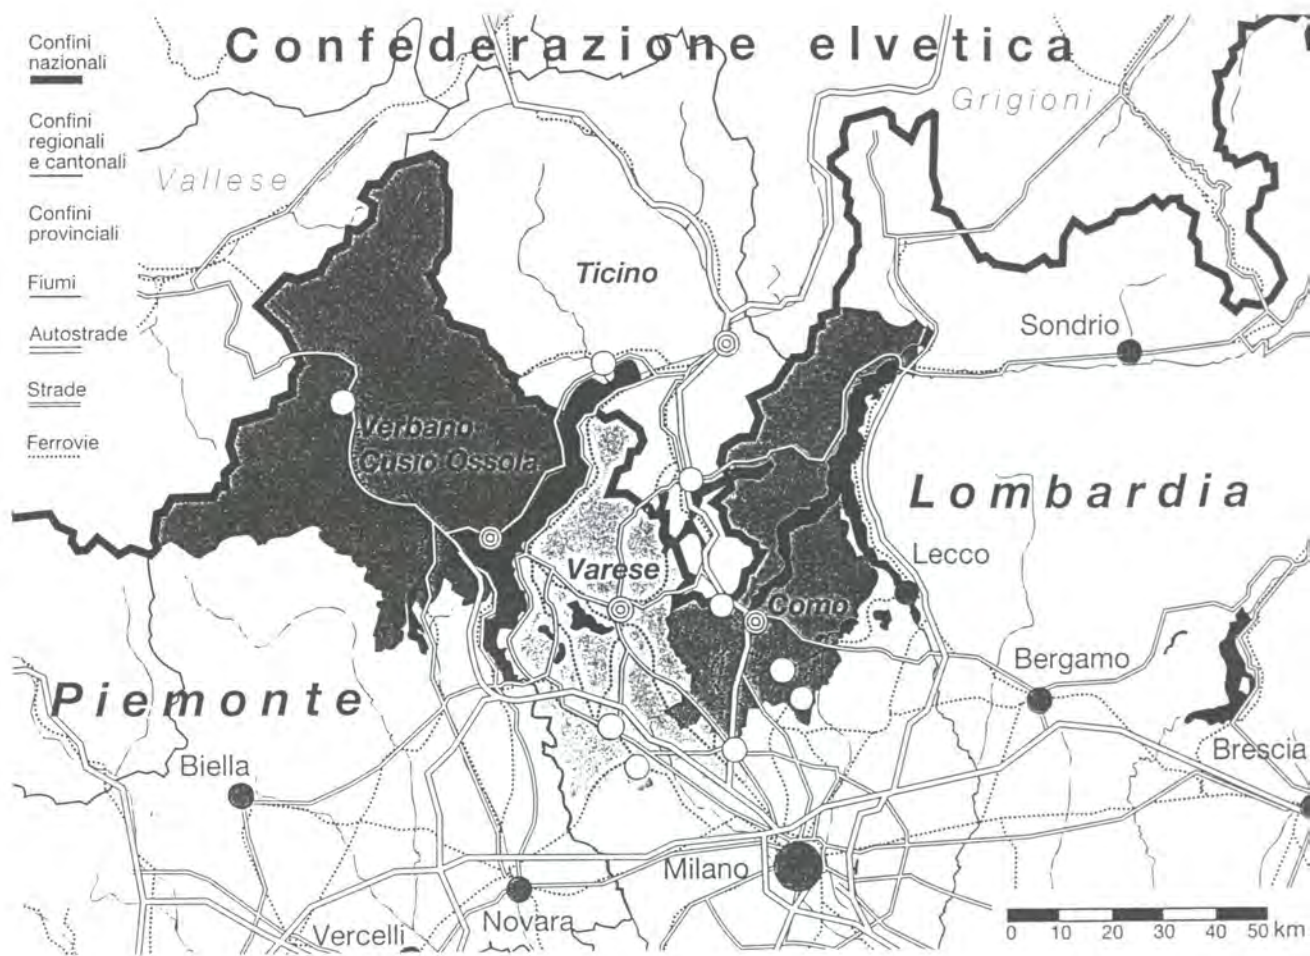 Confederazione elvetica
Confini
nazionali
Confini
regionali
e cantonali
Confini
provinciali
Fiumi
Autostrade
Strade
Ferrovie
Grigioni
Vallese
Ticino
Sondrio
Verbano
Cusio Ossola
Lombardia
Lecco
Varese
Como
Bergamo
Piemonte
Biella
Brescia
Milano
Novara
Vercelli
0 10 20 30 40 50 km